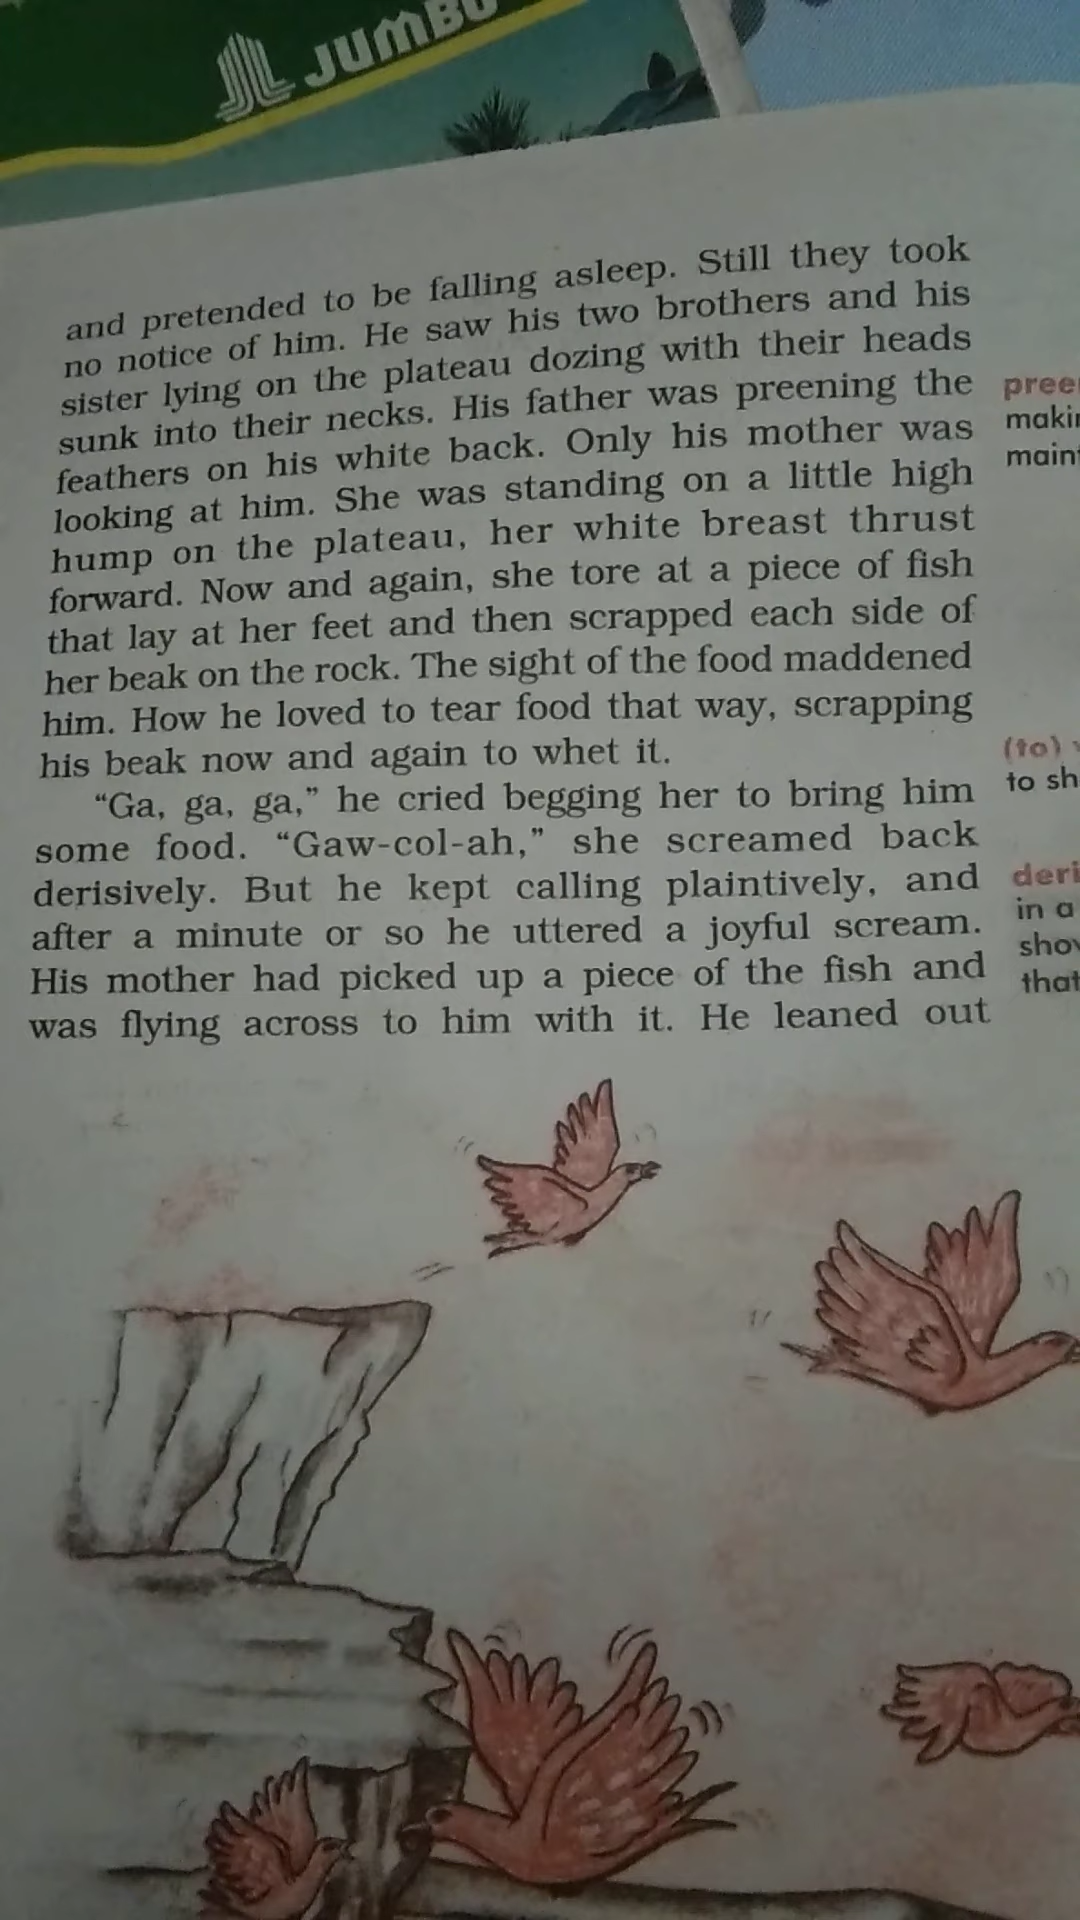 JUMBO
and pretended to be falling asleep. Still they took
no notice of him. He saw his two brothers and his
sister lying on the plateau dozing with their heads
sunk into their necks. His father was preening the
feathers on his white back. Only his mother was
looking at him. She was standing on a little high
hump on the plateau, her white breast thrust
forward. Now and again, she tore at a piece of fish
that lay at her feet and then scrapped each side of
her beak on the rock. The sight of the food maddened
him. How he loved to tear food that way, scrapping
his beak now and again to whet it.
“Ga, ga, ga,” he cried begging her to bring him
some food. “Gaw-col-ah,” she screamed back
derisively. But he kept calling plaintively, and
after a minute or so he uttered a joyful scream.
His mother had picked up a piece of the fish and
was flying across to him with it. He leaned out
(to)
to sh
in a
that